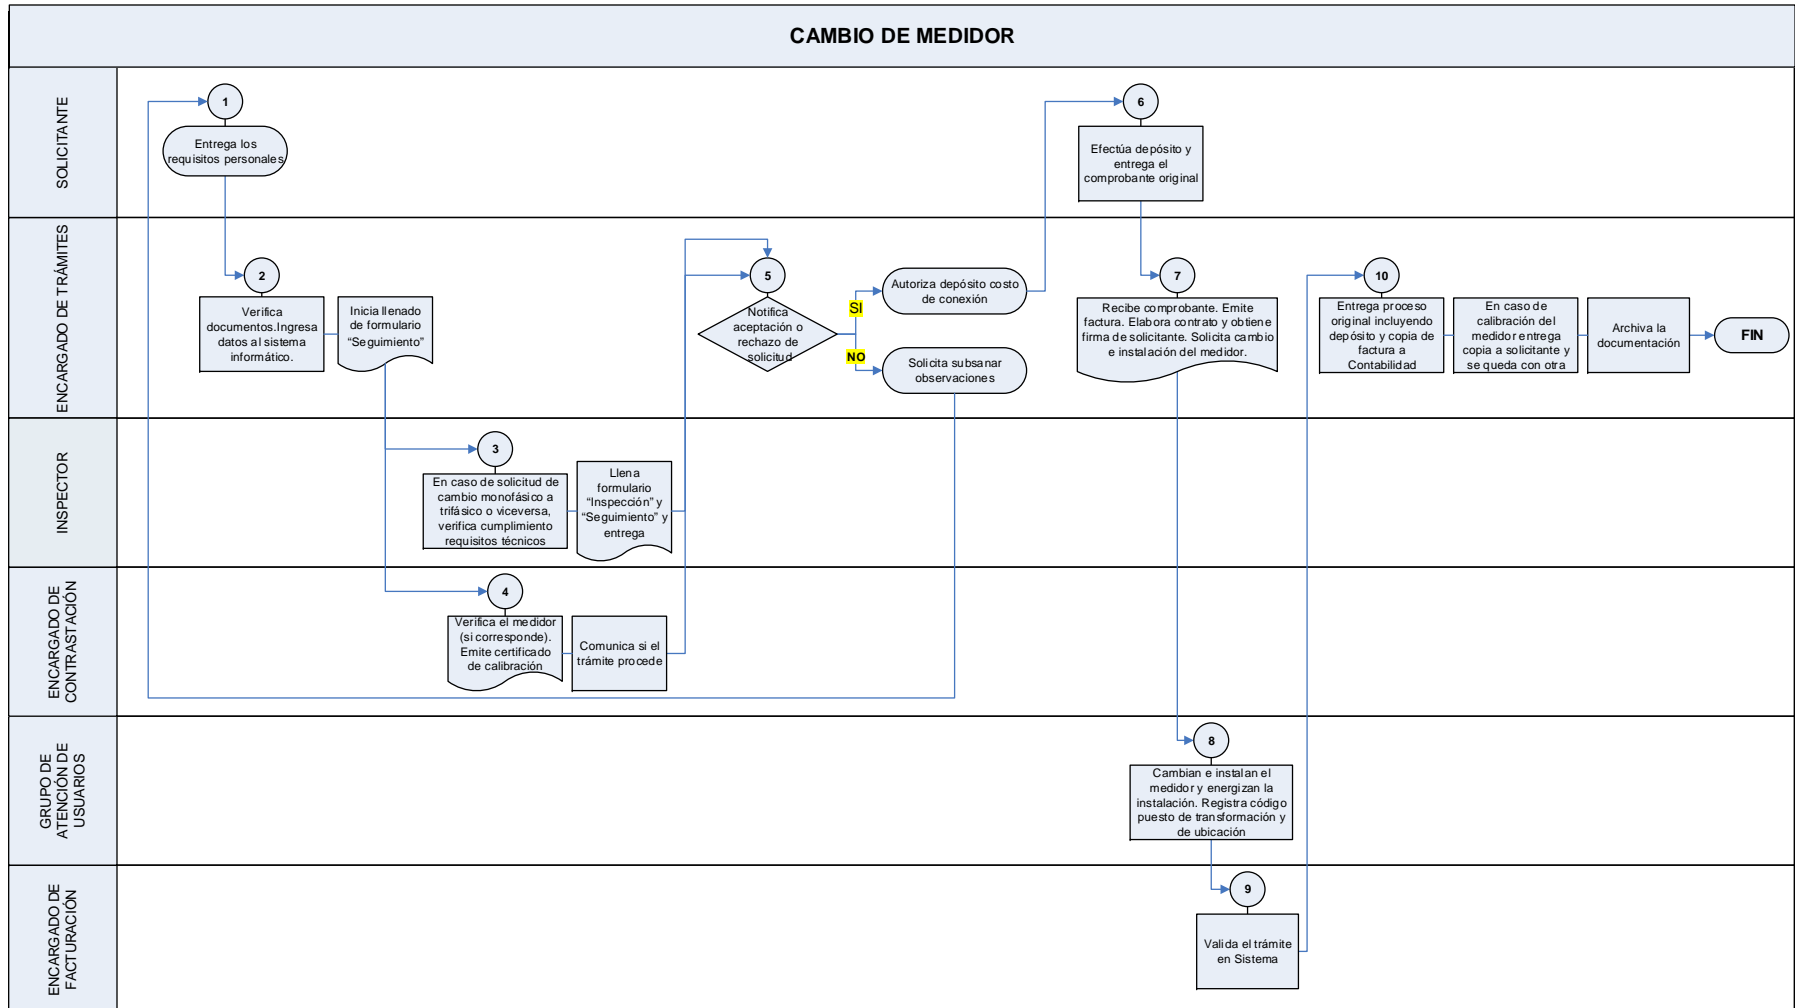 CAMBIO DE MEDIDOR
SOLICITANTE
1
Entrega los
requisitos personales
6
Efectúa depósito y
entrega el
comprobante original
ENCARGADO DE TRÁMITES
2
Verifica
documentos.Ingresa
datos al sistema
informático.
Inicia llenado
de formulario
“Seguimiento”
5
Notifica
aceptación o
rechazo de
solicitud
SI
NO
Autoriza depósito costo
de conexión
Solicita subsanar
observaciones
7
Recibe comprobante. Emite
factura. Elabora contrato y obtiene
firma de solicitante. Solicita cambio
e instalación del medidor.
10
Entrega proceso
original incluyendo
depósito y copia de
factura a
Contabilidad
En caso de
calibración del
medidor entrega
copia a solicitante y
se queda con otra
Archiva la
documentación
FIN
INSPECTOR
3
En caso de solicitud de
cambio monofásico a
trifásico o viceversa,
verifica cumplimiento
requisitos técnicos
Llena
formulario
“Inspección” y
“Seguimiento” y
entrega
ENCARGADO DE
CONTRASTACIÓN
4
Verifica el medidor
(si corresponde).
Emite certificado
de calibración
Comunica si el
trámite procede
GRUPO DE
ATENCIÓN DE
USUARIOS
8
Cambian e instalan el
medidor y energizan la
instalación. Registra código
puesto de transformación y
de ubicación
ENCARGADO DE
FACTURACIÓN
9
Valida el trámite
en Sistema